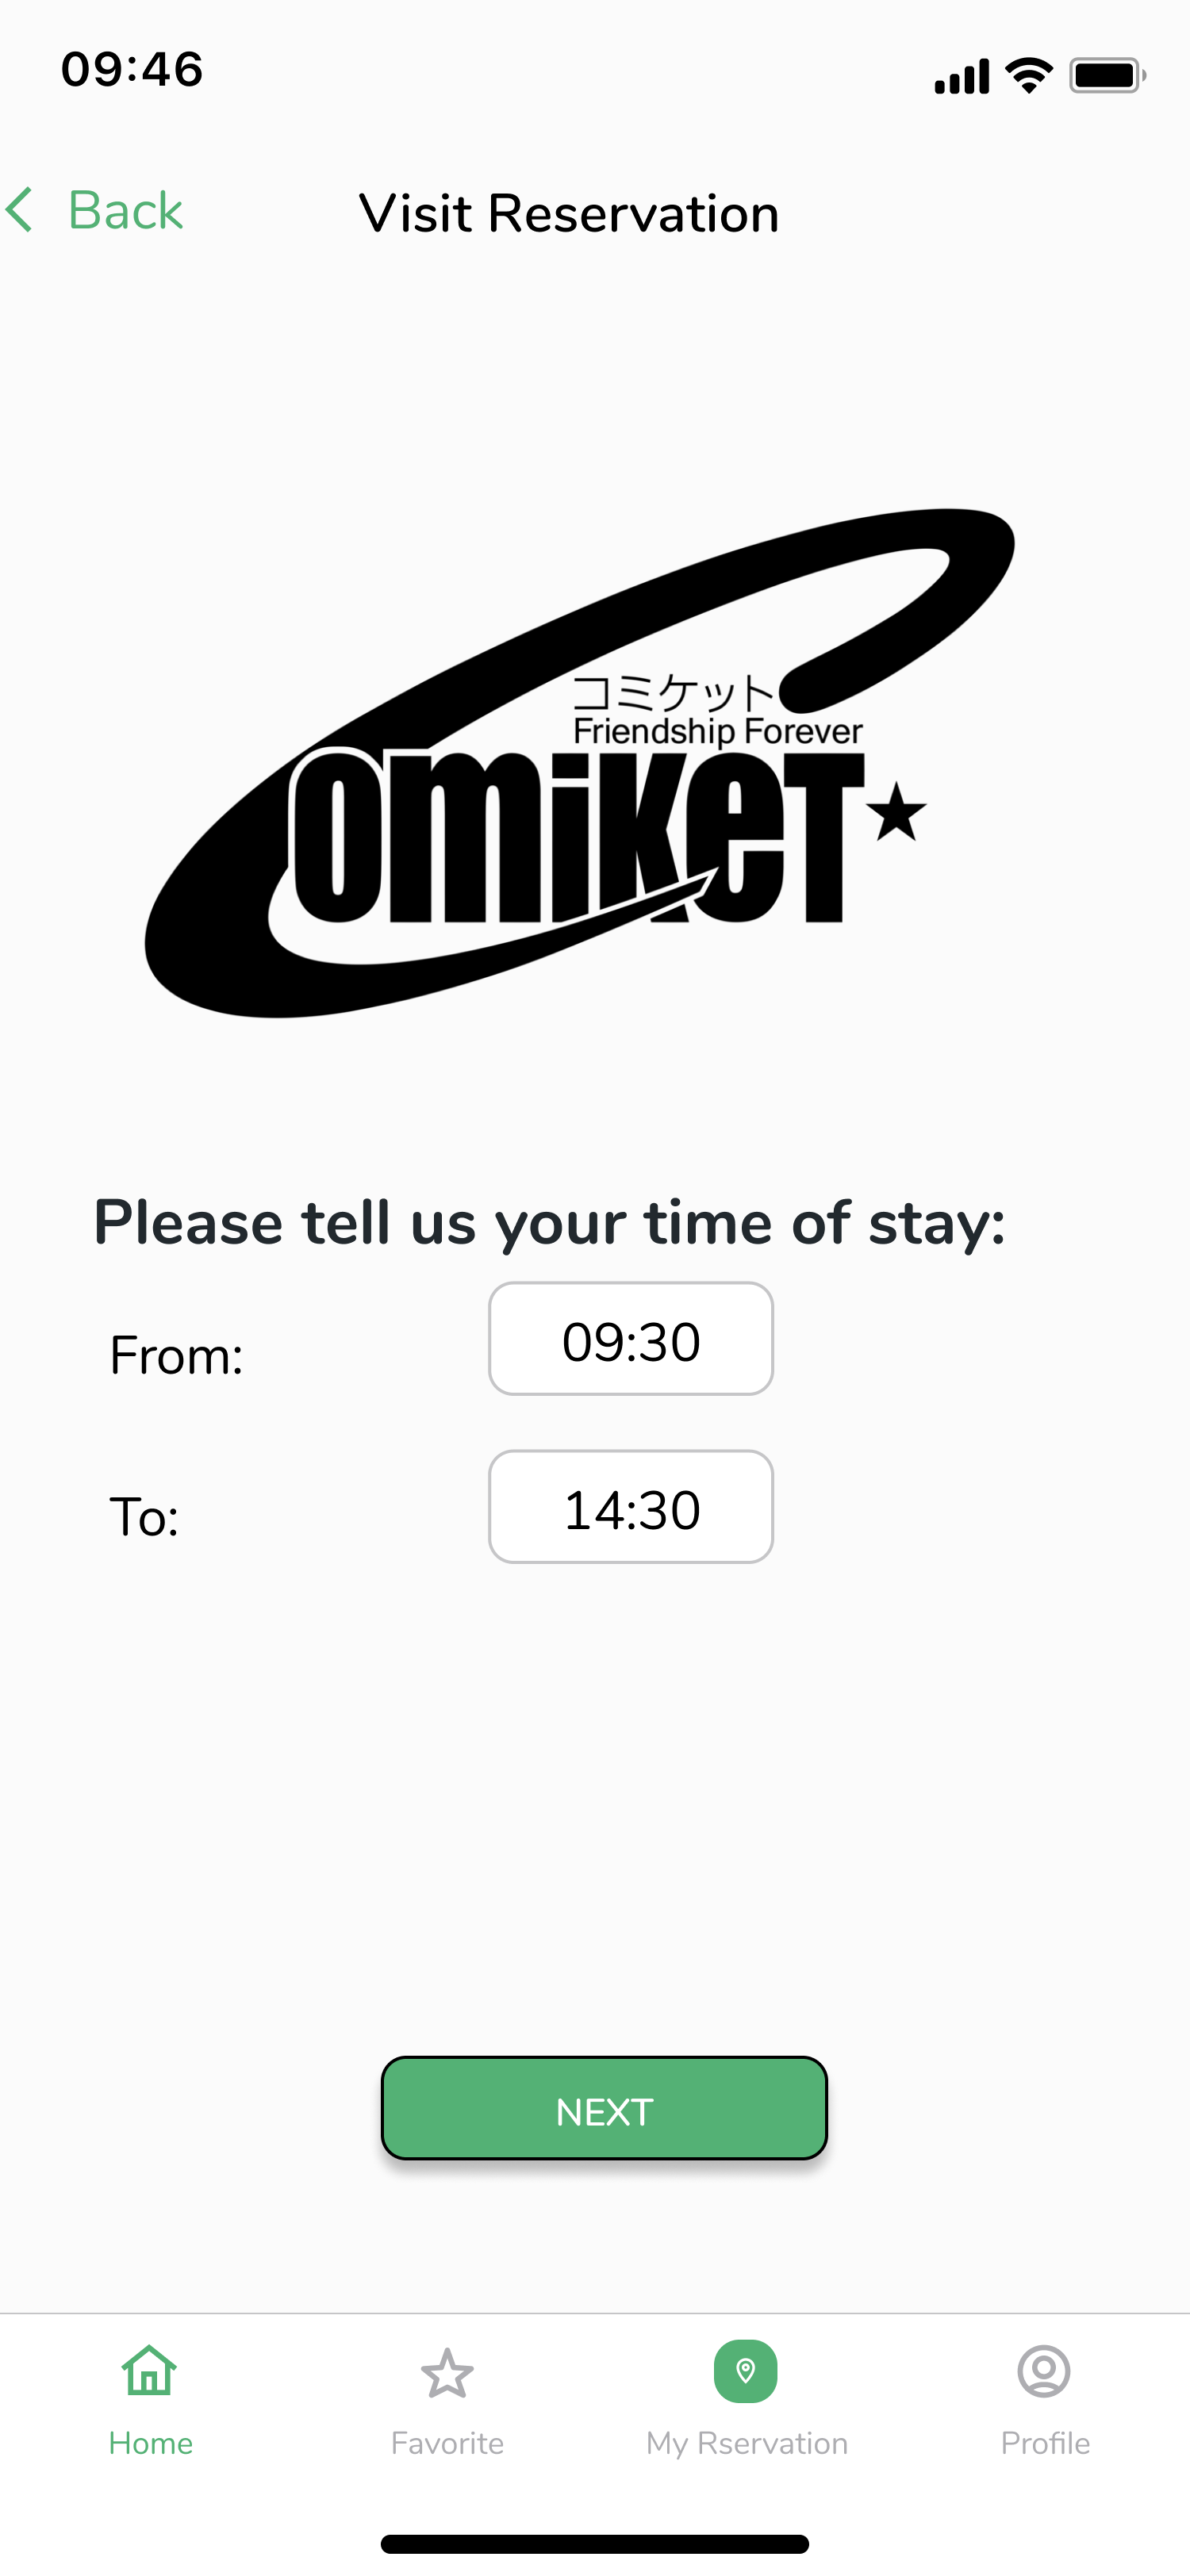 09:46
Back
Visit Reservation
コミケット
Friendship Forever
omiKeT
Please tell us your time of stay:
From:
09:30
To:
14:30
NEXT
Home
Favorite
My Rservation
Profile